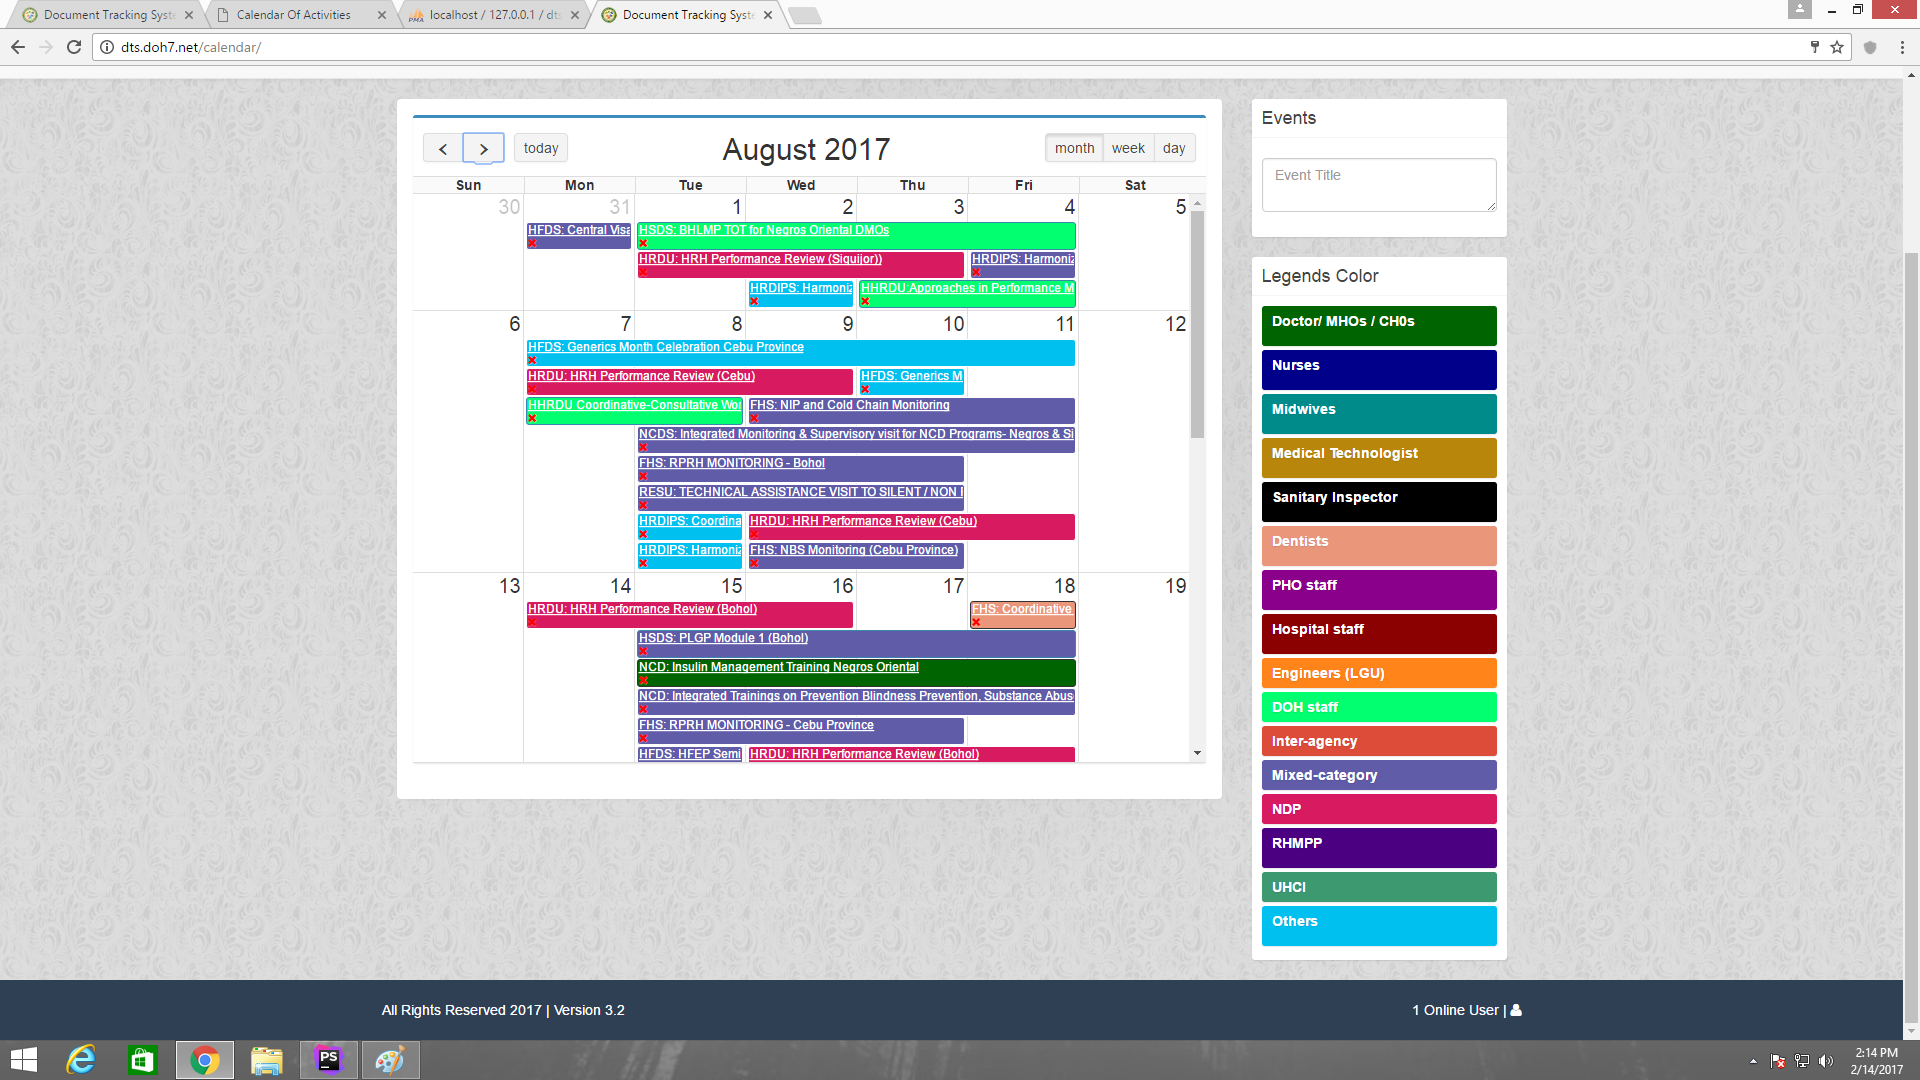 Document Tracking Syste
Calendar Of Activities
localhost / 127.0.0.1 / dts
Document Tracking Syste
dts.doh7.net/calendar/
today
August 2017
month week day
Sun Mon Tue Wed Thu Fri Sat
30 31 1 2 3 4 5
HFDS: Central Visa
HSDS: BHLMP TOT for Negros Oriental DMOs
HRDU: HRH Performance Review (Siquijor))
HRDIPS: Harmoniz
HRDIPS: Harmoniz
HHRDU:Approaches in Performance M
6 7 8 9 10 11 12
HFDS: Generics Month Celebration Cebu Province
HRDU: HRH Performance Review (Cebu)
HFDS: Generics M
HHRDU Coordinative-Consultative Wor
FHS: NIP and Cold Chain Monitoring
NCDS: Integrated Monitoring & Supervisory visit for NCD Programs- Negros & Si
FHS: RPRH MONITORING - Bohol
RESU: TECHNICAL ASSISTANCE VISIT TO SILENT / NON
HRDIPS: Coordina
HRDU: HRH Performance Review (Cebu)
HRDIPS: Harmoniz
FHS: NBS Monitoring (Cebu Province)
13 14 15 16 17 18 19
HRDU: HRH Performance Review (Bohol)
FHS: Coordinative
HSDS: PLGP Module 1 (Bohol)
NCD: Insulin Management Training Negros Oriental
NCD: Integrated Trainings on Prevention Blindness Prevention, Substance Abus
FHS: RPRH MONITORING - Cebu Province
HFDS: HFEP Semi
HRDU: HRH Performance Review (Bohol)
Events
Event Title
Legends Color
Doctor/ MHOs / CH0s
Nurses
Midwives
Medical Technologist
Sanitary Inspector
Dentists
PHO staff
Hospital staff
Engineers (LGU)
DOH staff
Inter-agency
Mixed-category
NDP
RHMPP
UHCI
Others
All Rights Reserved 2017 | Version 3.2
1 Online User |
PS
2:14 PM
2/14/2017